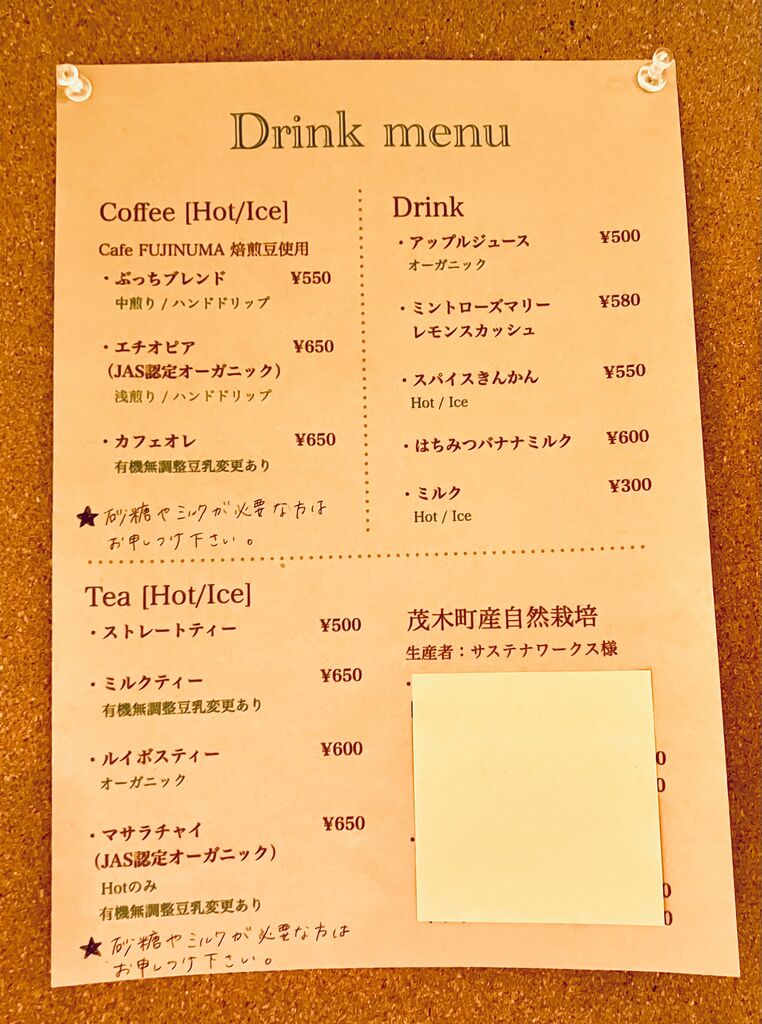 Drink menu
Coffee [Hot/Ice]
Cafe FUJINUMA 焙煎豆使用
・ぶっちブレンド ¥550
中煎り / ハンドドリップ
・エチオピア ¥650
（JAS認定オーガニック）
浅煎り / ハンドドリップ
・カフェオレ ¥650
有機無調整豆乳変更あり
★砂糖やミルクが必要な方は
お申しつけ下さい。
Drink
・アップルジュース ¥500
オーガニック
・ミントローズマリー ¥580
レモンスカッシュ
・スパイスきんかん ¥550
Hot / Ice
・はちみつバナナミルク ¥600
・ミルク ¥300
Hot / Ice
Tea [Hot/Ice]
・ストレートティー ¥500
・ミルクティー ¥650
有機無調整豆乳変更あり
・ルイボスティー ¥600
オーガニック
・マサラチャイ ¥650
（JAS認定オーガニック）
Hotのみ
有機無調整豆乳変更あり
★砂糖やミルクが必要な方は
お申しつけ下さい。
茂木町産自然栽培
生産者：サステナワークス様